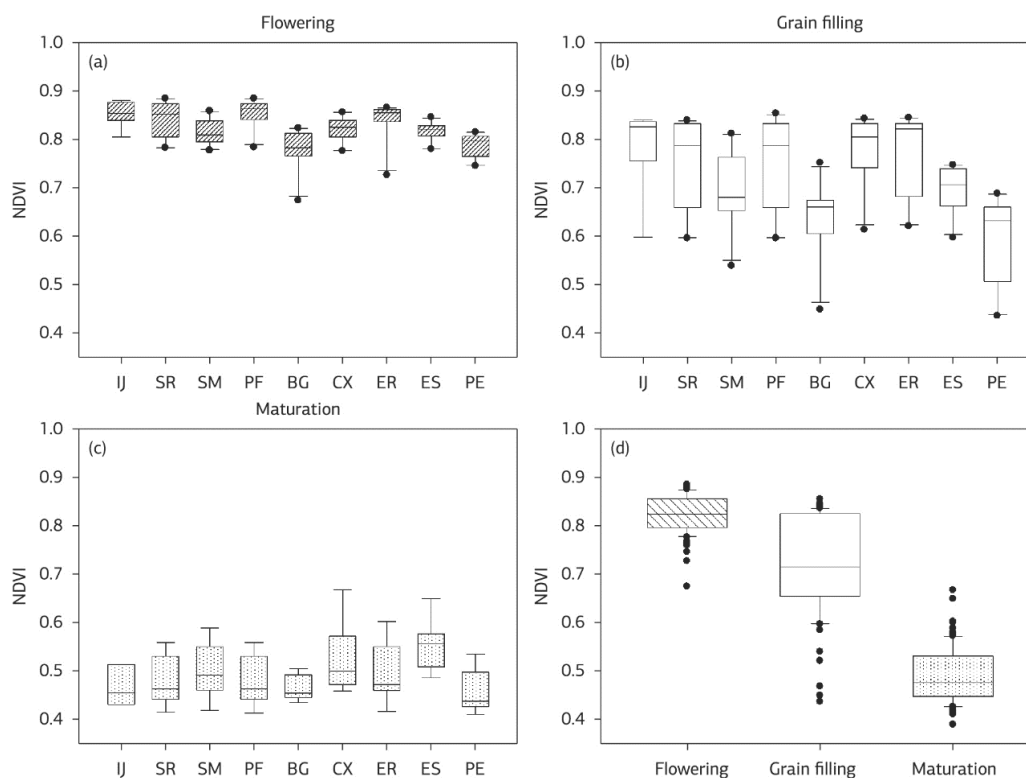 Flowering
(a)
1.0
0.9
0.8
0.7
0.6
0.5
0.4
NDVI
IJ SR SM PF BG CX ER ES PE
Grain filling
(b)
1.0
0.9
0.8
0.7
0.6
0.5
0.4
NDVI
IJ SR SM PF BG CX ER ES PE
Maturation
(c)
1.0
0.9
0.8
0.7
0.6
0.5
0.4
NDVI
IJ SR SM PF BG CX ER ES PE
(d)
1.0
0.9
0.8
0.7
0.6
0.5
0.4
NDVI
Flowering Grain filling Maturation